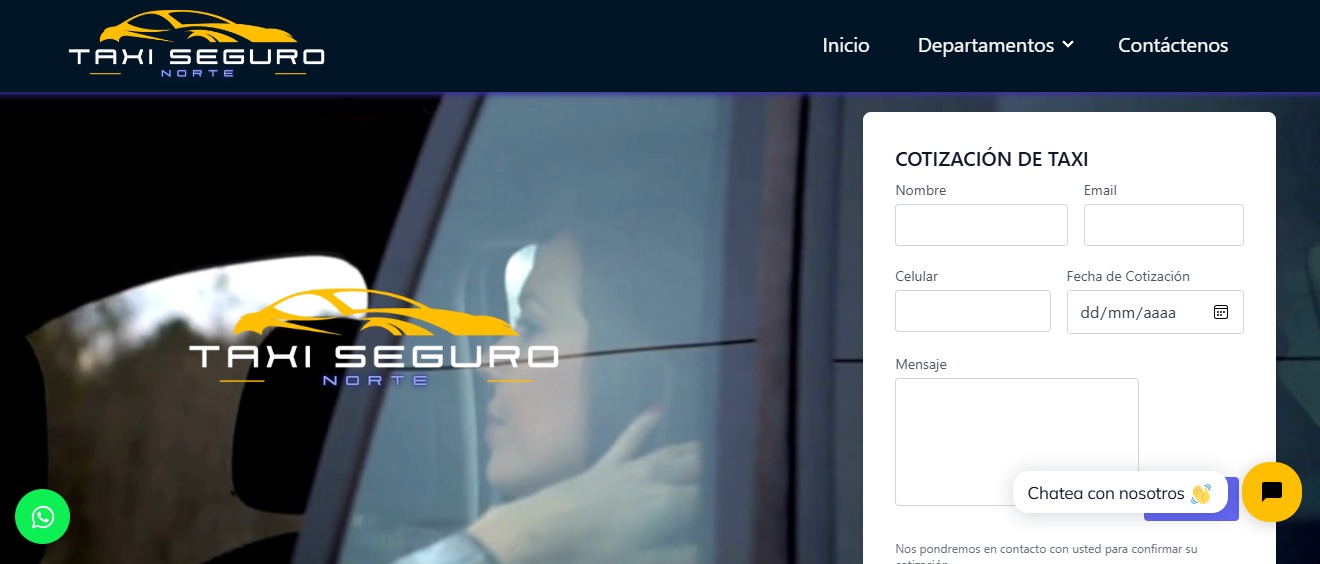 TAXI SEGURO
NORTE
Inicio
Departamentos
Contáctenos
TAXI SEGURO
NORTE
COTIZACIÓN DE TAXI
Nombre
Email
Celular
Fecha de Cotización
dd/mm/aaaa
Mensaje
Chatea con nosotros 👋
Nos pondremos en contacto con usted para confirmar su
cotización